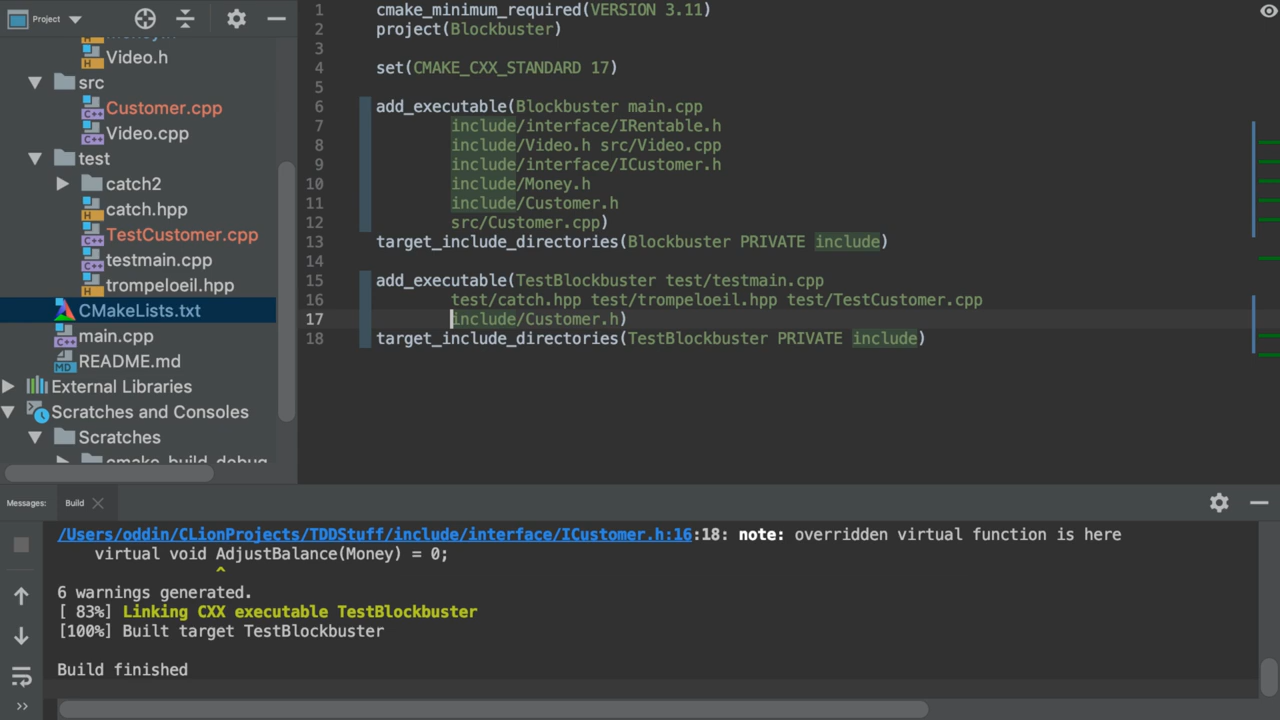 Project
Video.h
src
Customer.cpp
Video.cpp
test
catch2
catch.hpp
TestCustomer.cpp
testmain.cpp
trompeloeil.hpp
CMakeLists.txt
main.cpp
README.md
External Libraries
Scratches and Consoles
Scratches
1 cmake_minimum_required(VERSION 3.11)
2 project(Blockbuster)
3
4 set(CMAKE_CXX_STANDARD 17)
5
6 add_executable(Blockbuster main.cpp
7 include/interface/IRentable.h
8 include/Video.h src/Video.cpp
9 include/interface/ICustomer.h
10 include/Money.h
11 include/Customer.h
12 src/Customer.cpp)
13 target_include_directories(Blockbuster PRIVATE include)
14
15 add_executable(TestBlockbuster test/testmain.cpp
16 test/catch.hpp test/trompeloeil.hpp test/TestCustomer.cpp
17 include/Customer.h)
18 target_include_directories(TestBlockbuster PRIVATE include)
Messages: Build
/Users/oddin/CLionProjects/TDDStuff/include/interface/ICustomer.h:16:18: note: overridden virtual function is here
virtual void AdjustBalance(Money) = 0;
^
6 warnings generated.
[ 83%] Linking CXX executable TestBlockbuster
[100%] Built target TestBlockbuster
Build finished